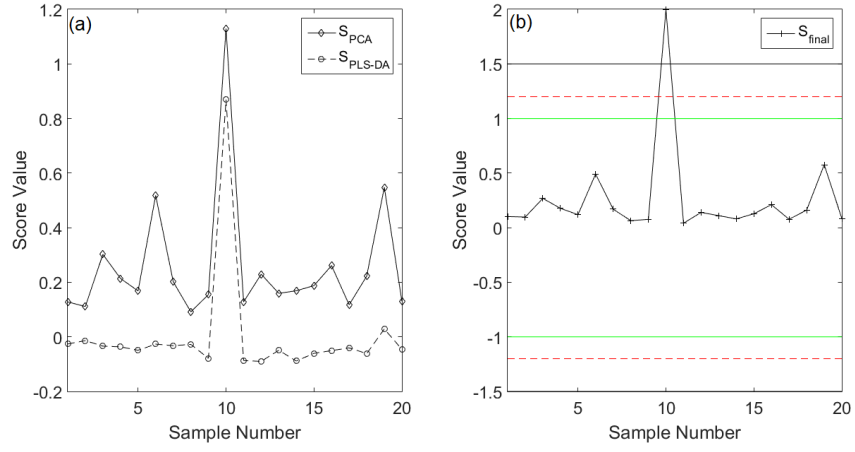 (a)
S_PCA
S_PLS-DA
1.2
1
0.8
0.6
0.4
0.2
0
-0.2
Score Value
5
10
15
20
Sample Number
(b)
S_final
2
1.5
1
0.5
0
-0.5
-1
-1.5
Score Value
5
10
15
20
Sample Number